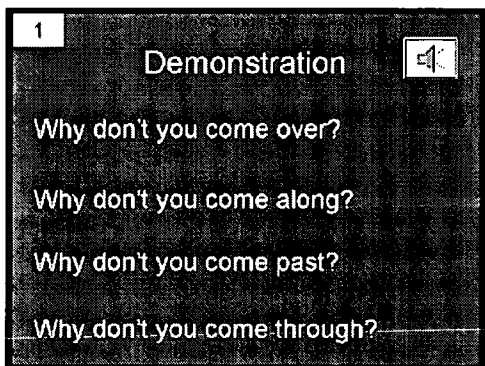 1
Demonstration
Why don't you come over?
Why don't you come along?
Why don't you come past?
Why don't you come through?